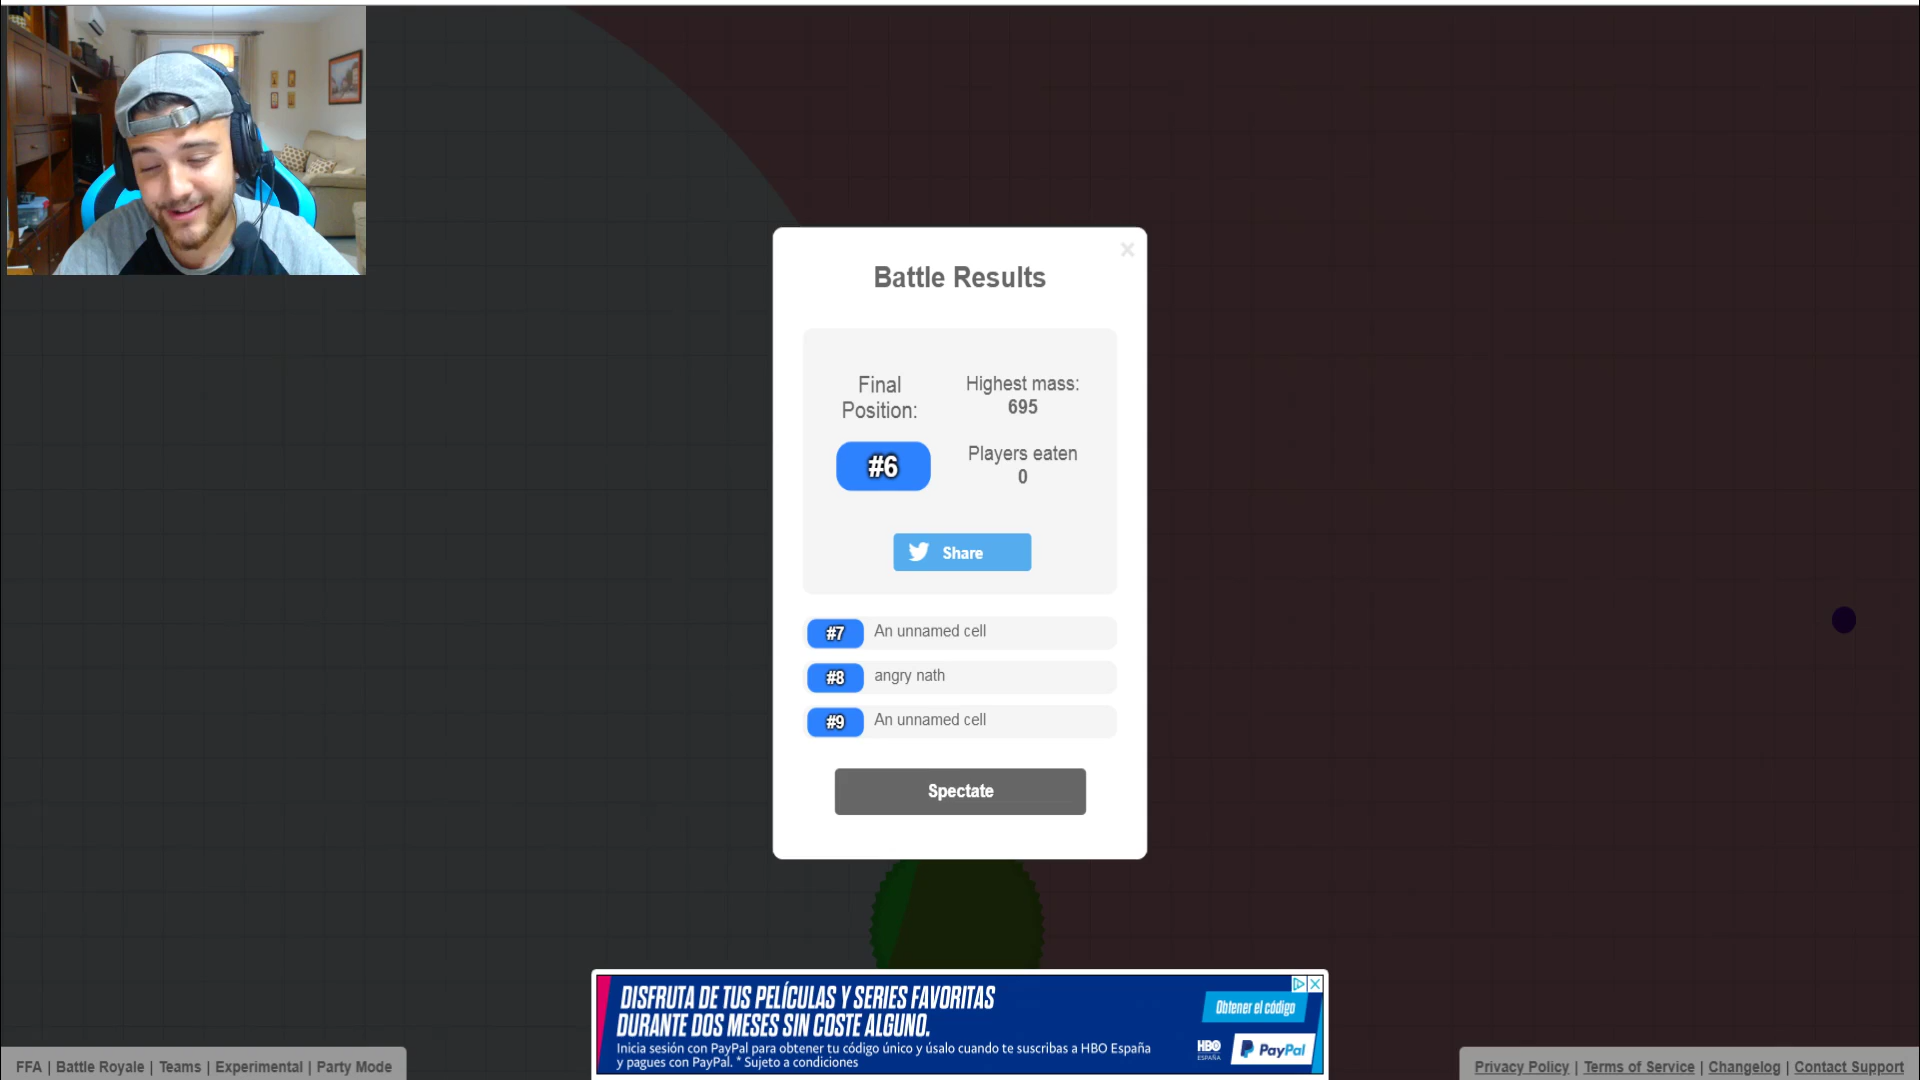 Battle Results
Final
Position:
#6
Highest mass:
695
Players eaten
0
Share
#7 An unnamed cell
#8 angry nath
#9 An unnamed cell
Spectate
DISFRUTA DE TUS PELÍCULAS Y SERIES FAVORITAS
DURANTE DOS MESES SIN COSTE ALGUNO.
Inicia sesión con PayPal para obtener tu código único y úsalo cuando te suscribas a HBO España
y pagues con PayPal. * Sujeto a condiciones
Obtener el código
HBO
ESPAÑA
PayPal
FFA | Battle Royale | Teams | Experimental | Party Mode
Privacy Policy | Terms of Service | Changelog | Contact Support